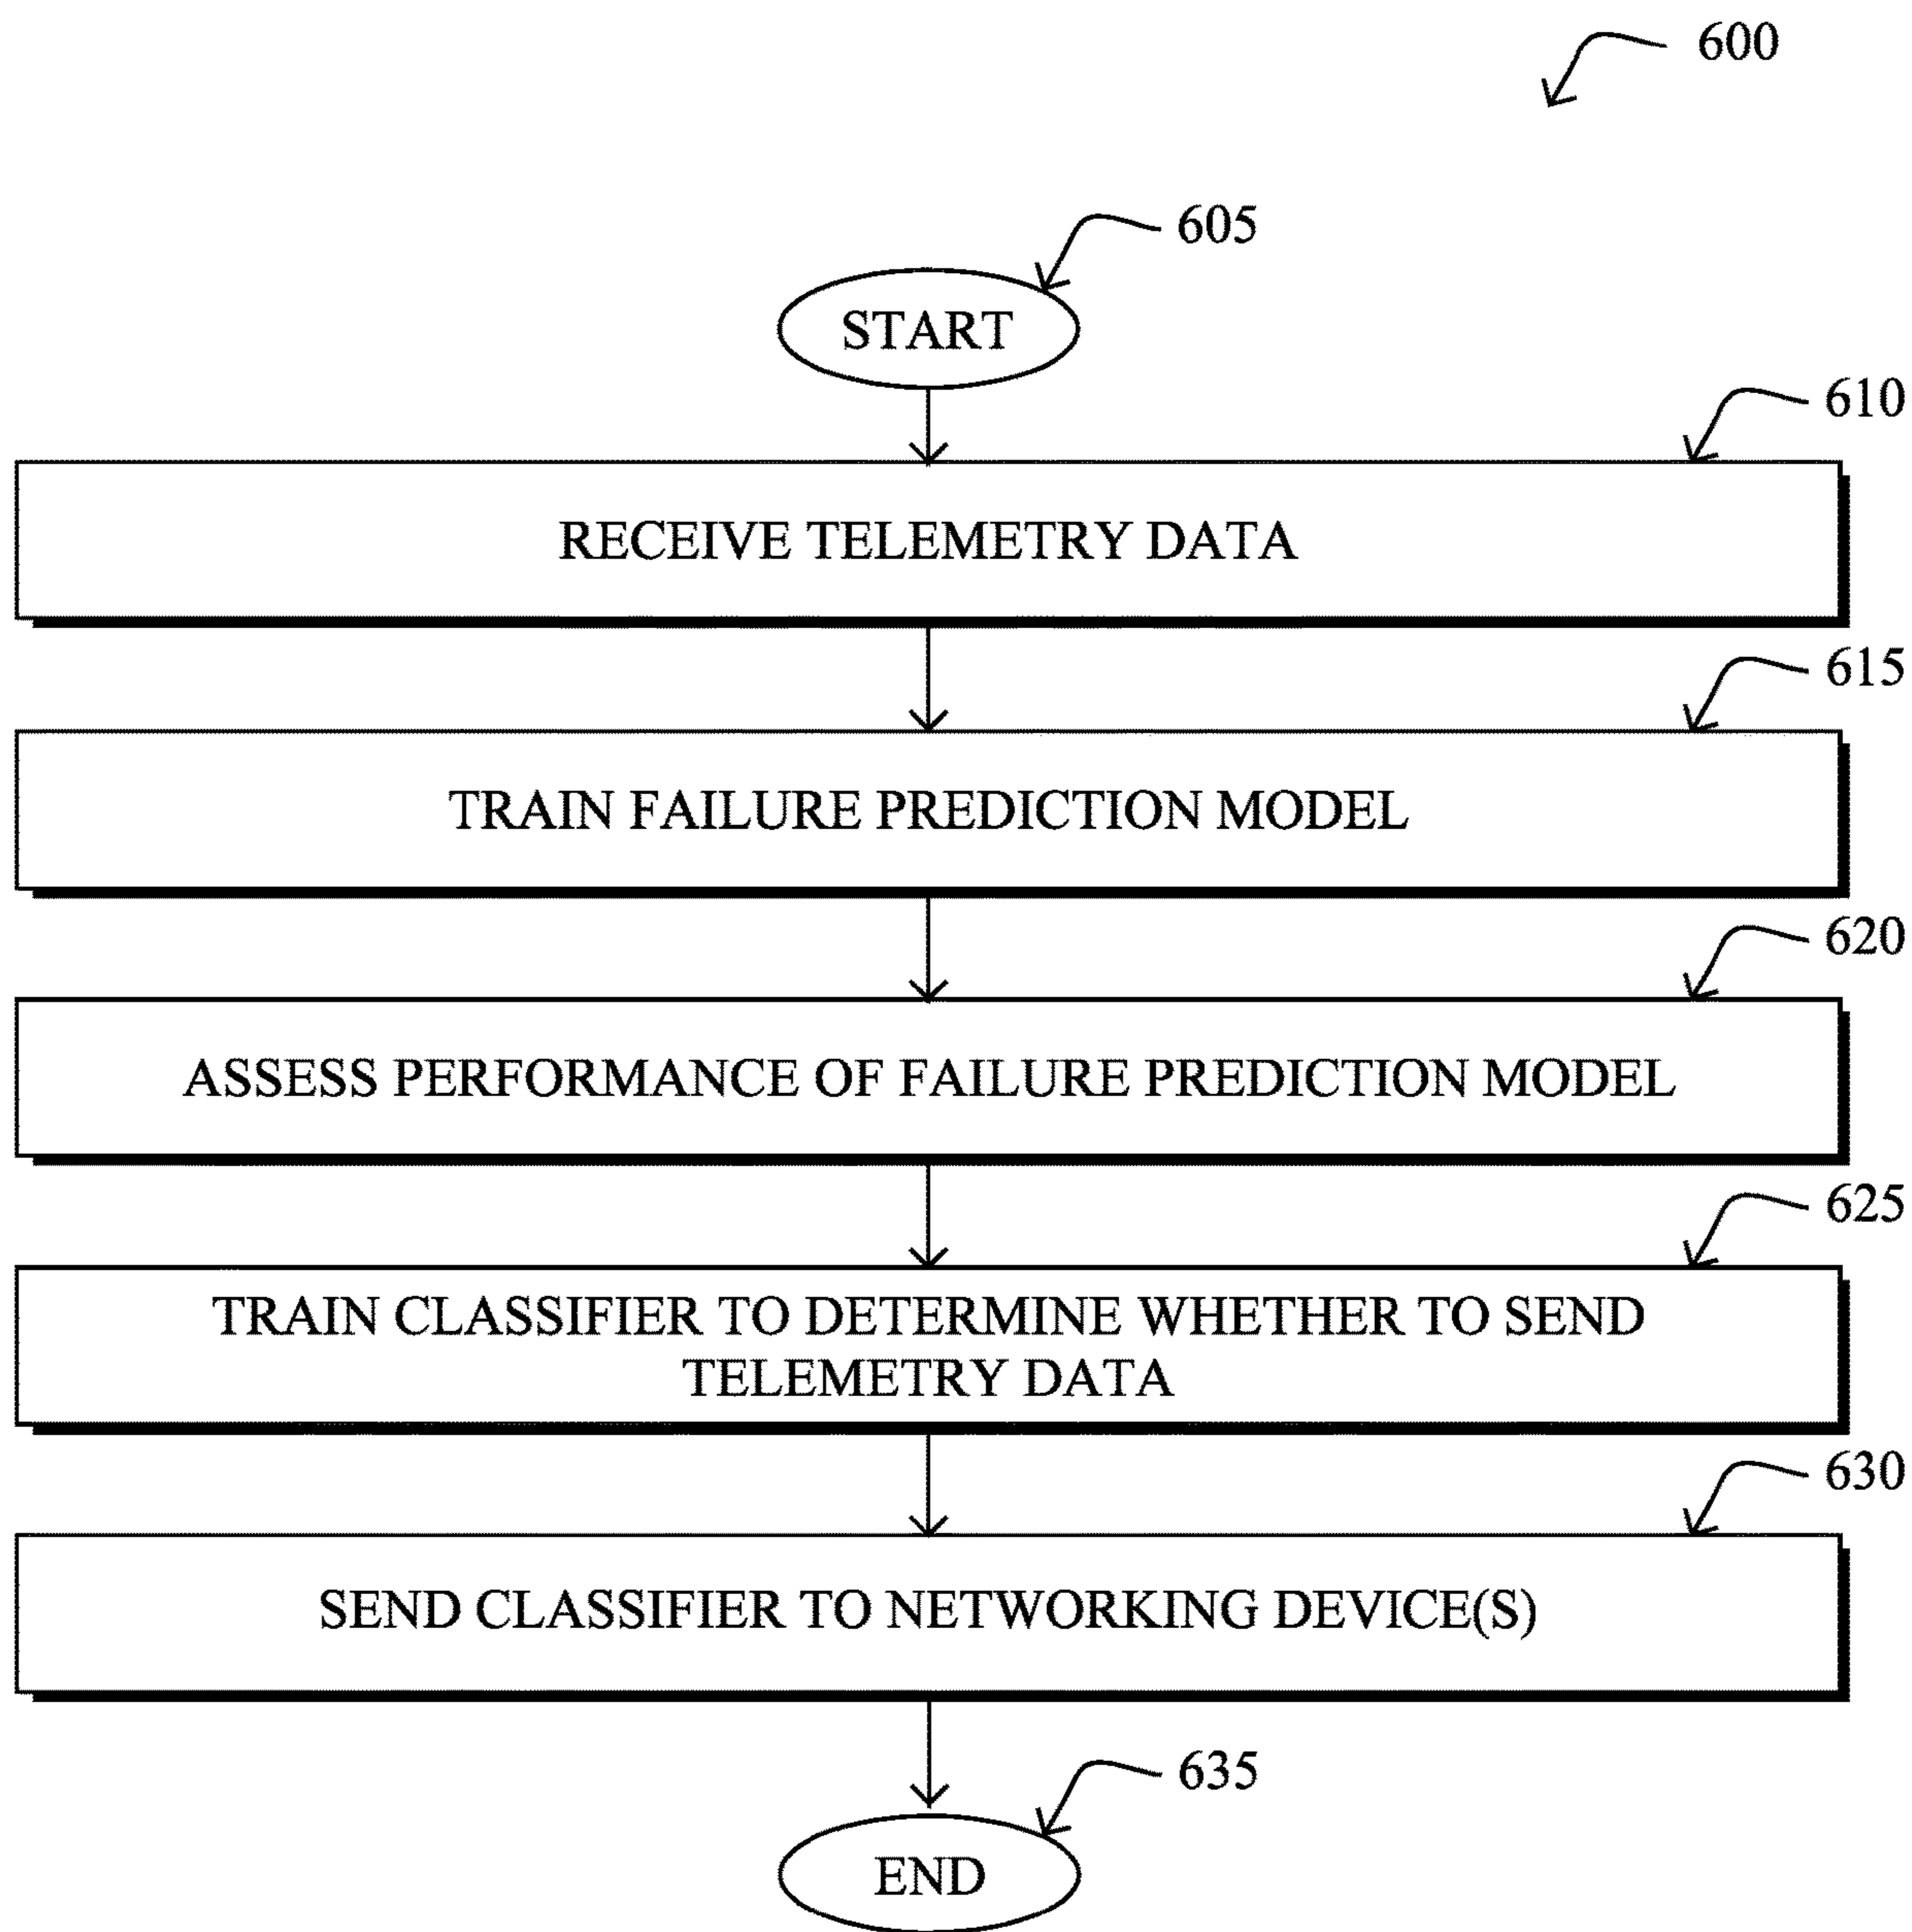 600
605
START
610
RECEIVE TELEMETRY DATA
615
TRAIN FAILURE PREDICTION MODEL
620
ASSESS PERFORMANCE OF FAILURE PREDICTION MODEL
625
TRAIN CLASSIFIER TO DETERMINE WHETHER TO SEND
TELEMETRY DATA
630
SEND CLASSIFIER TO NETWORKING DEVICE(S)
635
END